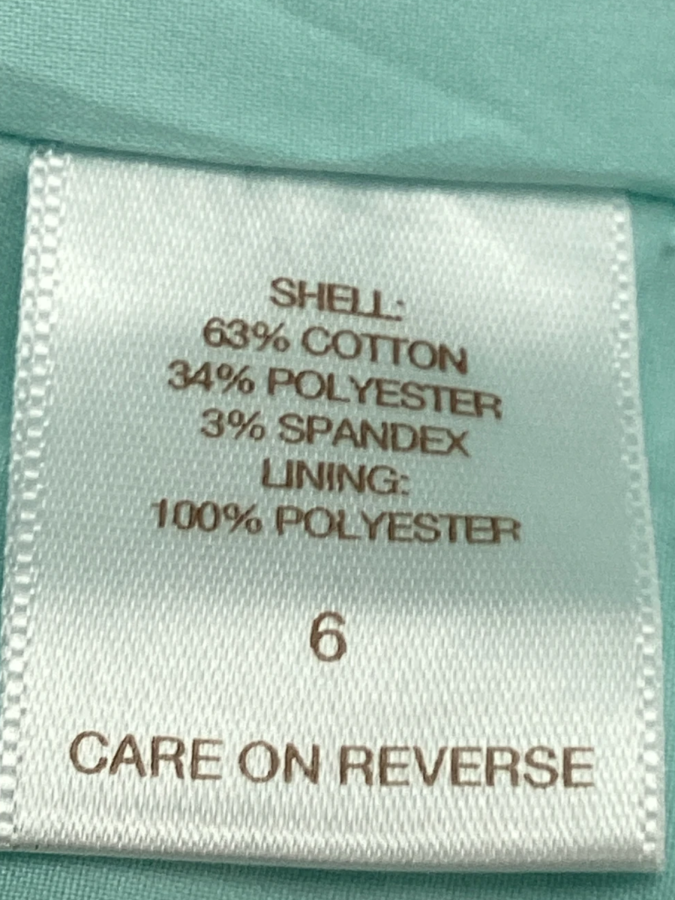 SHELL:
63% COTTON
34% POLYESTER
3% SPANDEX
LINING:
100% POLYESTER
6
CARE ON REVERSE